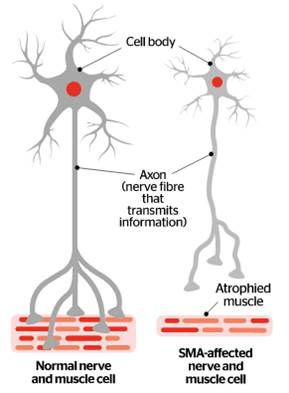 Cell body
Axon
(nerve fibre
that
transmits
information)
Atrophied
muscle
Normal nerve
and muscle cell
SMA-affected
nerve and
muscle cell